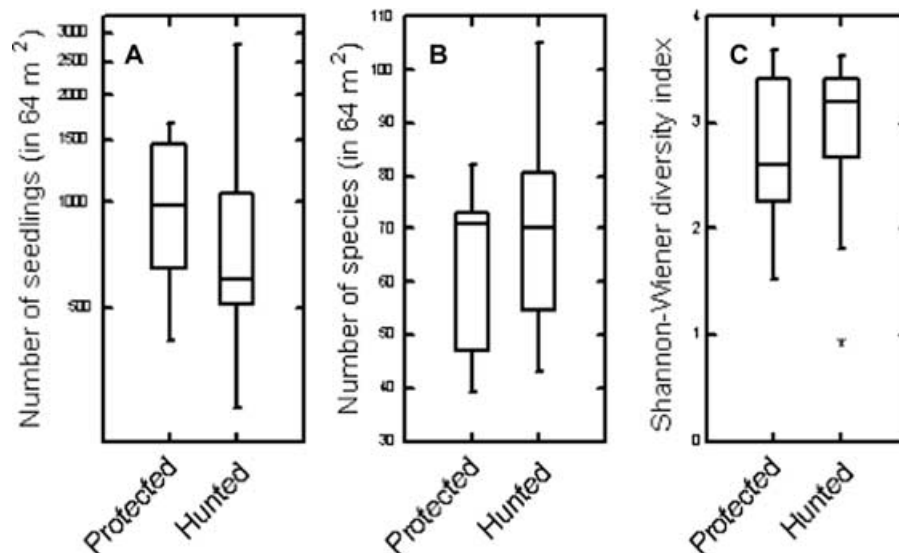 A
Number of seedlings (in 64 m²)
3000
2500
2000
1500
1000
500
Protected
Hunted
B
Number of species (in 64 m²)
110
100
90
80
70
60
50
40
30
Protected
Hunted
C
Shannon-Wiener diversity index
4
3
2
1
0
Protected
Hunted